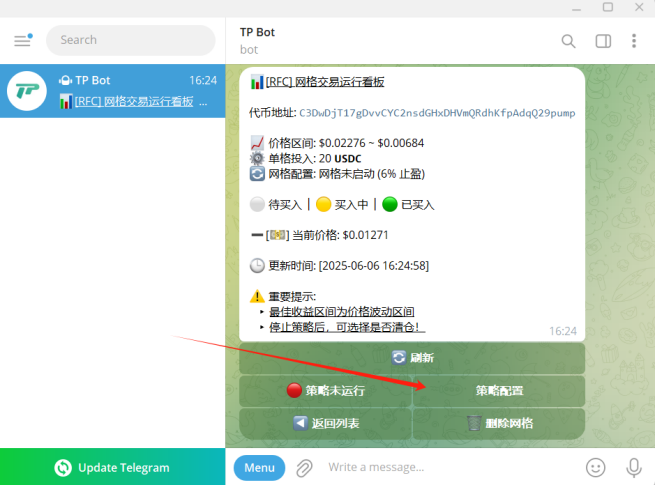 Search
TP Bot
bot
TP Bot
16:24
[RFC] 网格交易运行看板 ...
[RFC] 网格交易运行看板
代币地址: C3DwDjT17gDvvCYC2nsdGHxDHVmQRdhKfpAdqQ29pump
价格区间: $0.02276 ~ $0.00684
单格投入: 20 USDC
网格配置: 网格未启动 (6% 止盈)
待买入 | 买入中 | 已买入
[💵] 当前价格: $0.01271
更新时间: [2025-06-06 16:24:58]
重要提示:
‣ 最佳收益区间为价格波动区间
‣ 停止策略后，可选择是否清仓！
16:24
刷新
策略未运行
策略配置
返回列表
删除网格
Update Telegram
Menu
Write a message...